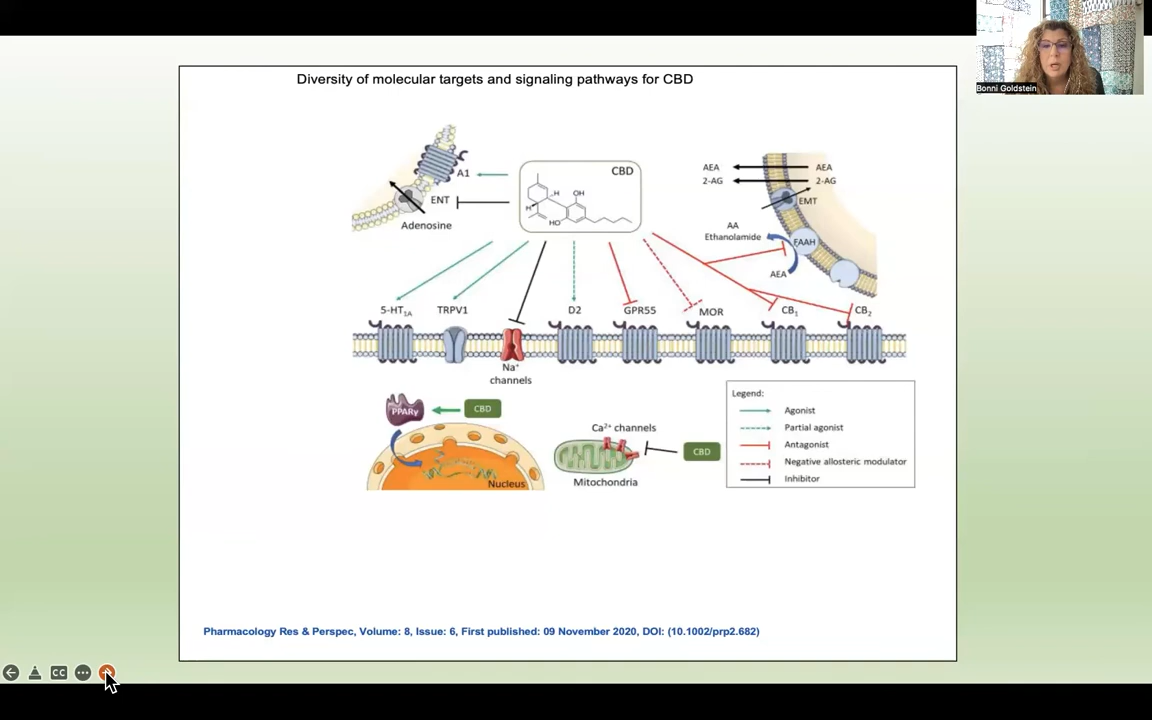 Bonni Goldstein
Diversity of molecular targets and signaling pathways for CBD
A1
ENT
Adenosine
CBD
H
OH
H
HO
AEA
AEA
2-AG
2-AG
EMT
AA
Ethanolamide
FAAH
AEA
5-HT1A
TRPV1
D2
GPR55
MOR
CB1
CB2
Na+
channels
PPARγ
CBD
Nucleus
Ca2+ channels
CBD
Mitochondria
Legend:
Agonist
Partial agonist
Antagonist
Negative allosteric modulator
Inhibitor
Pharmacology Res & Perspec, Volume: 8, Issue: 6, First published: 09 November 2020, DOI: (10.1002/prp2.682)
CC